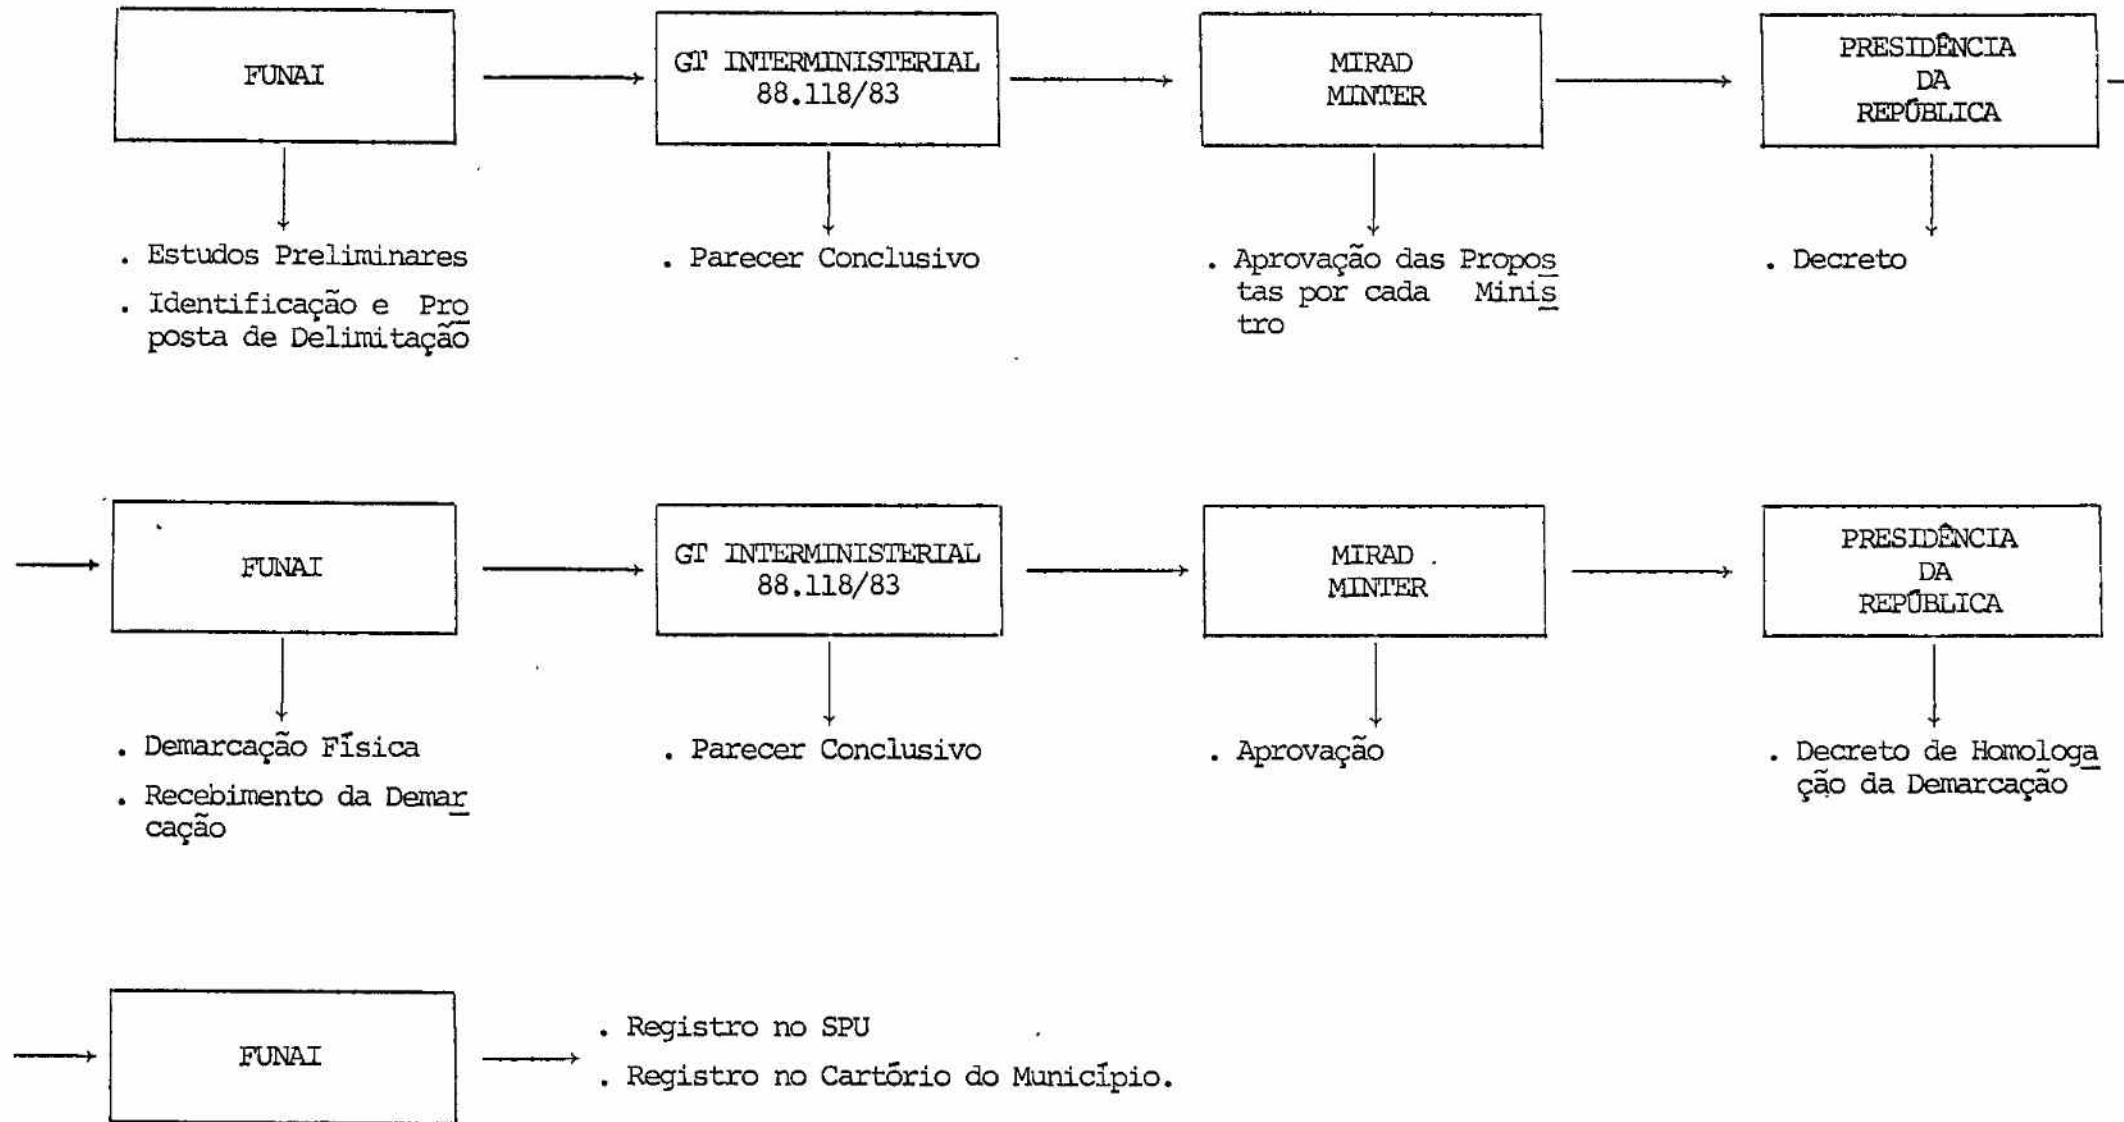 FUNAI
GT INTERMINISTERIAL
88.118/83
MIRAD
MINTER
PRESIDÊNCIA
DA
REPÚBLICA
. Estudos Preliminares
. Identificação e Pro
posta de Delimitação
. Parecer Conclusivo
. Aprovação das Propos
tas por cada Minis
tro
. Decreto
FUNAI
GT INTERMINISTERIAL
88.118/83
MIRAD
MINTER
PRESIDÊNCIA
DA
REPÚBLICA
. Demarcação Física
. Recebimento da Demar
cação
. Parecer Conclusivo
. Aprovação
. Decreto de Homologa
ção da Demarcação
FUNAI
. Registro no SPU
. Registro no Cartório do Município.